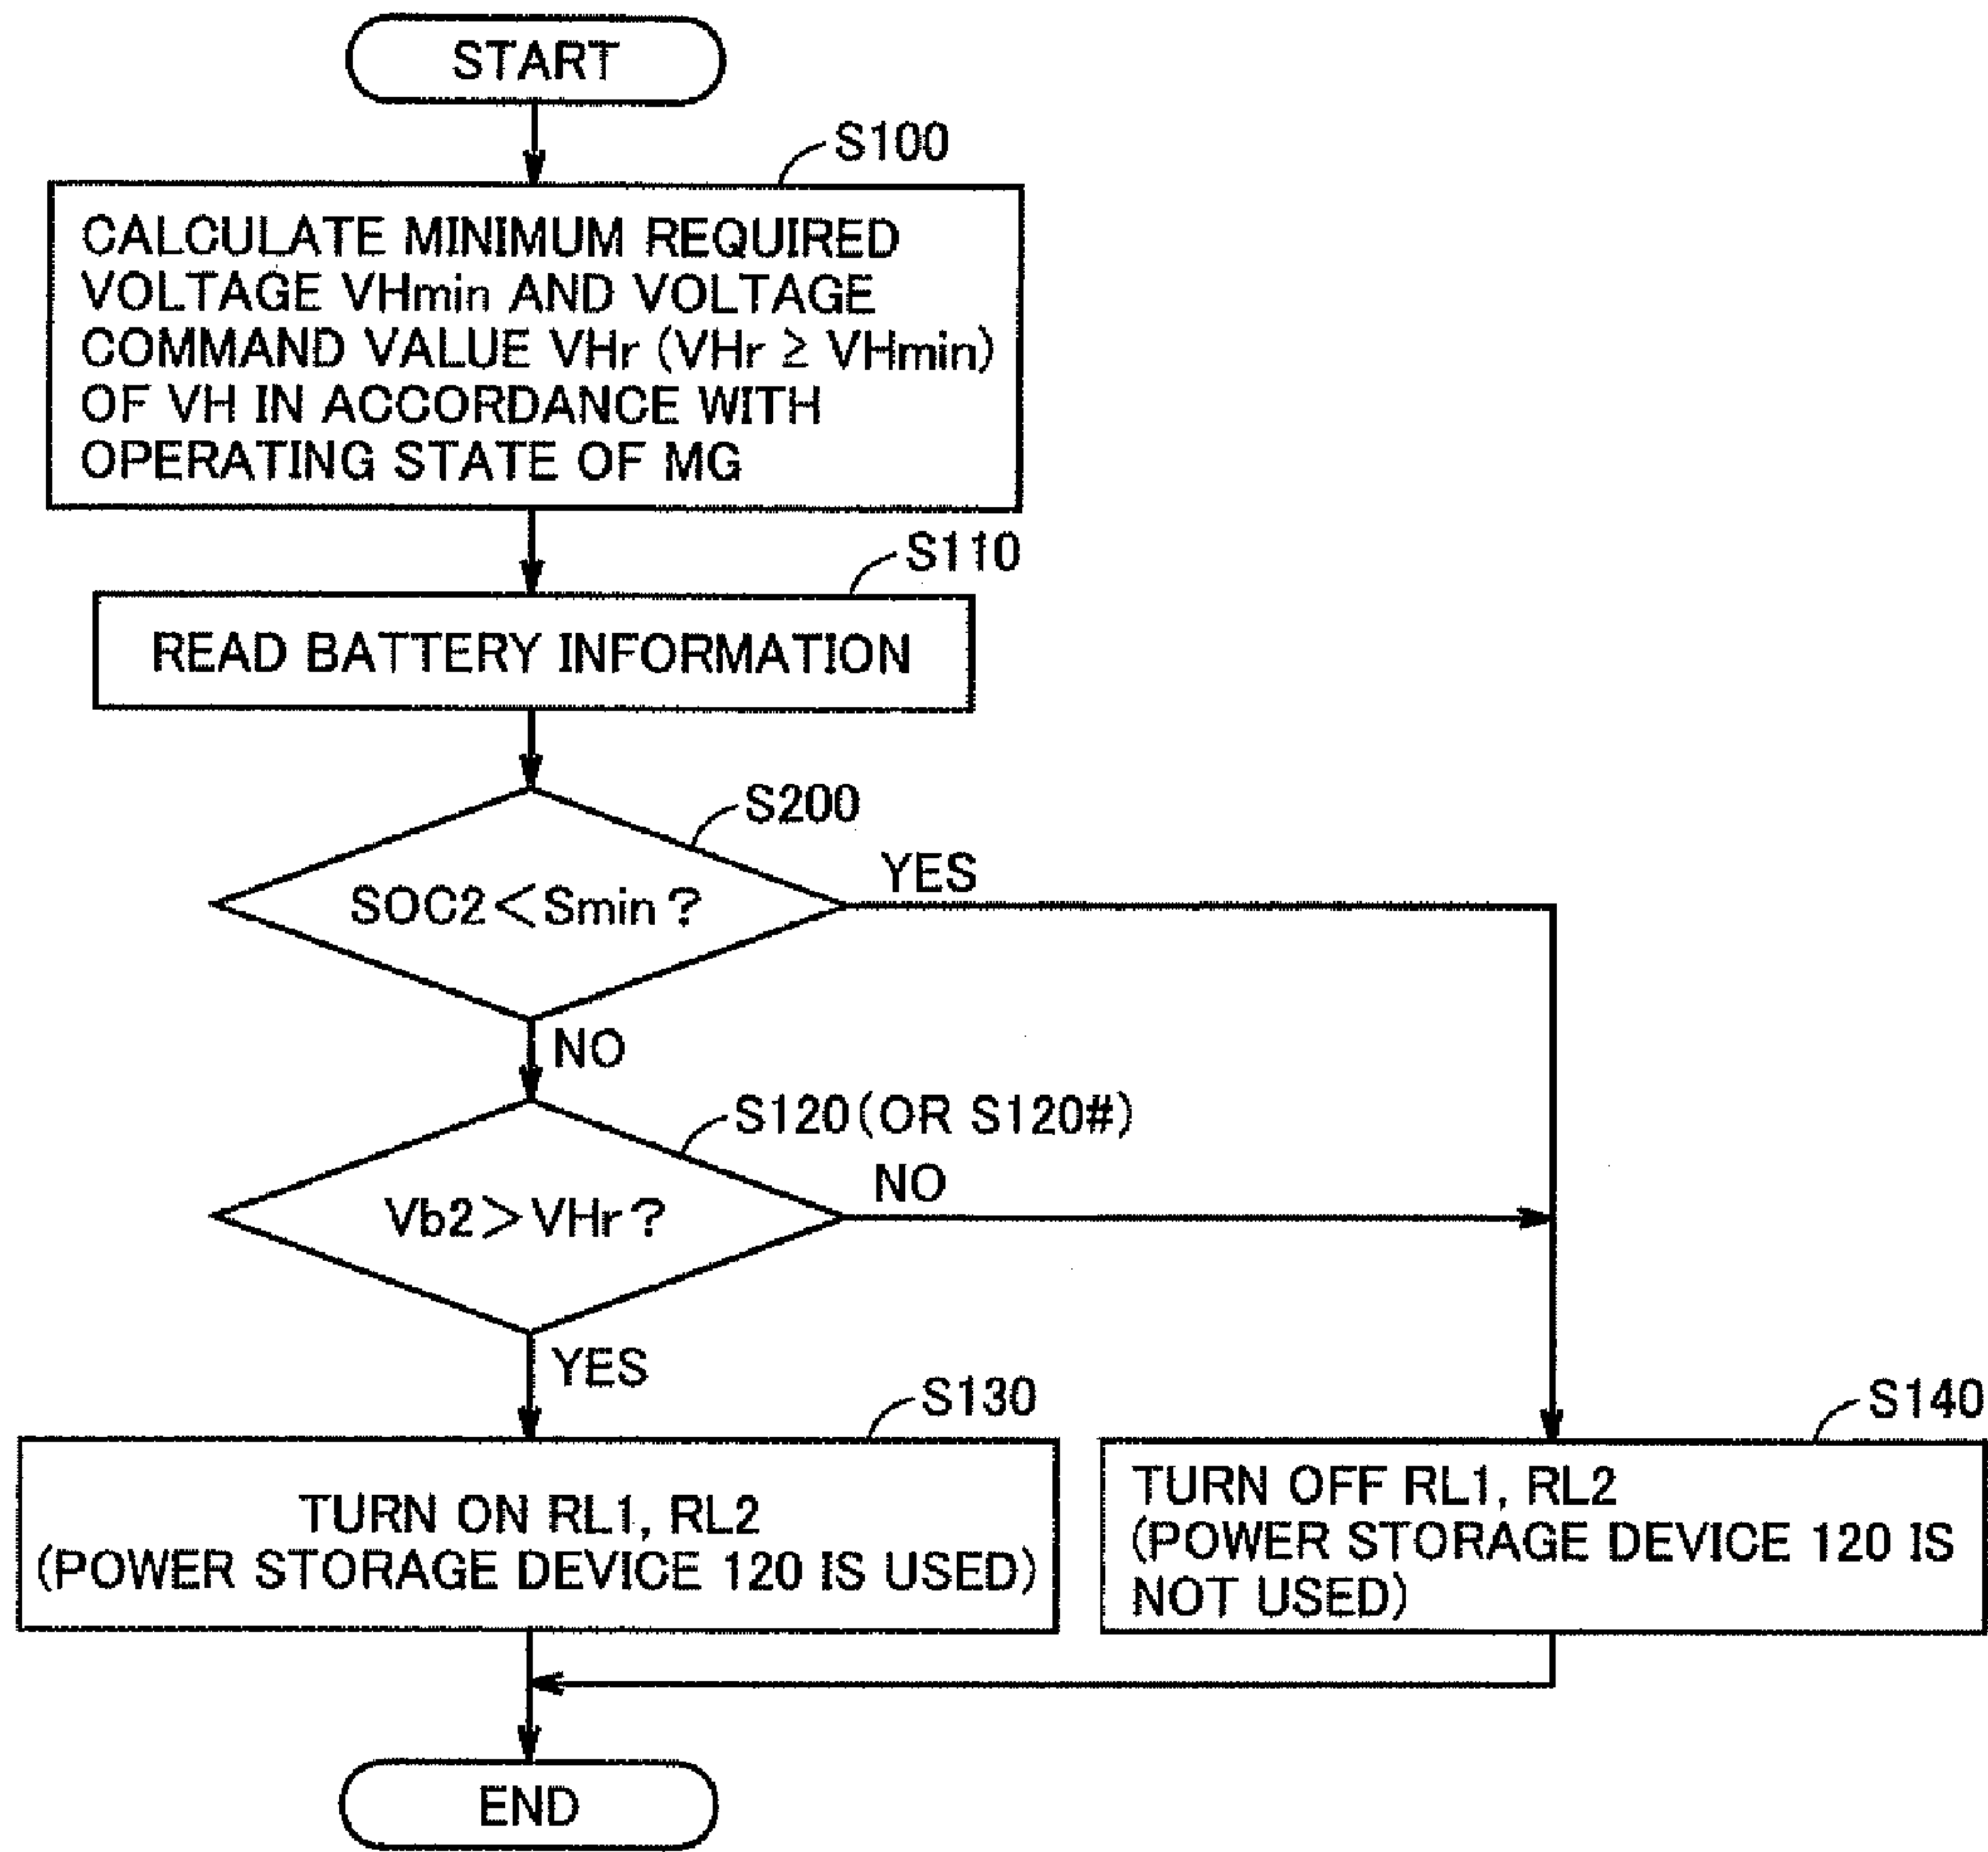 START
S100
CALCULATE MINIMUM REQUIRED
VOLTAGE VHmin AND VOLTAGE
COMMAND VALUE VHr (VHr ≥ VHmin)
OF VH IN ACCORDANCE WITH
OPERATING STATE OF MG
S110
READ BATTERY INFORMATION
S200
SOC2<Smin?
YES
NO
S120(OR S120#)
Vb2>VHr?
NO
YES
S130
TURN ON RL1, RL2
(POWER STORAGE DEVICE 120 IS USED)
S140
TURN OFF RL1, RL2
(POWER STORAGE DEVICE 120 IS
NOT USED)
END